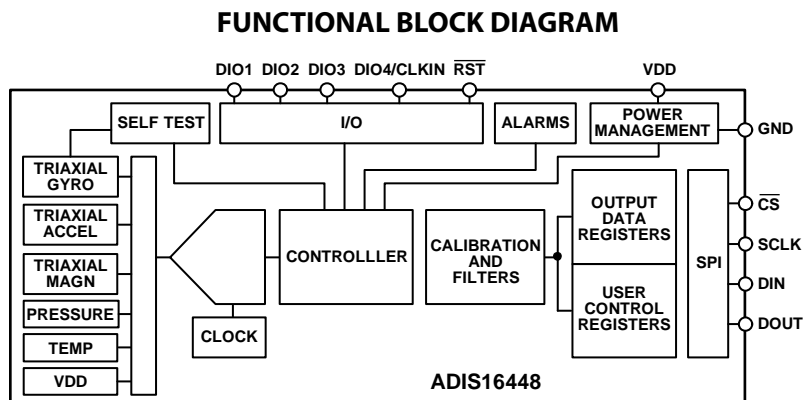 FUNCTIONAL BLOCK DIAGRAM
DIO1 DIO2 DIO3 DIO4/CLKIN RST VDD
SELF TEST
I/O
ALARMS
POWER
MANAGEMENT
GND
TRIAXIAL
GYRO
TRIAXIAL
ACCEL
TRIAXIAL
MAGN
PRESSURE
TEMP
VDD
CLOCK
CONTROLLLER
CALIBRATION
AND
FILTERS
OUTPUT
DATA
REGISTERS
USER
CONTROL
REGISTERS
SPI
CS
SCLK
DIN
DOUT
ADIS16448